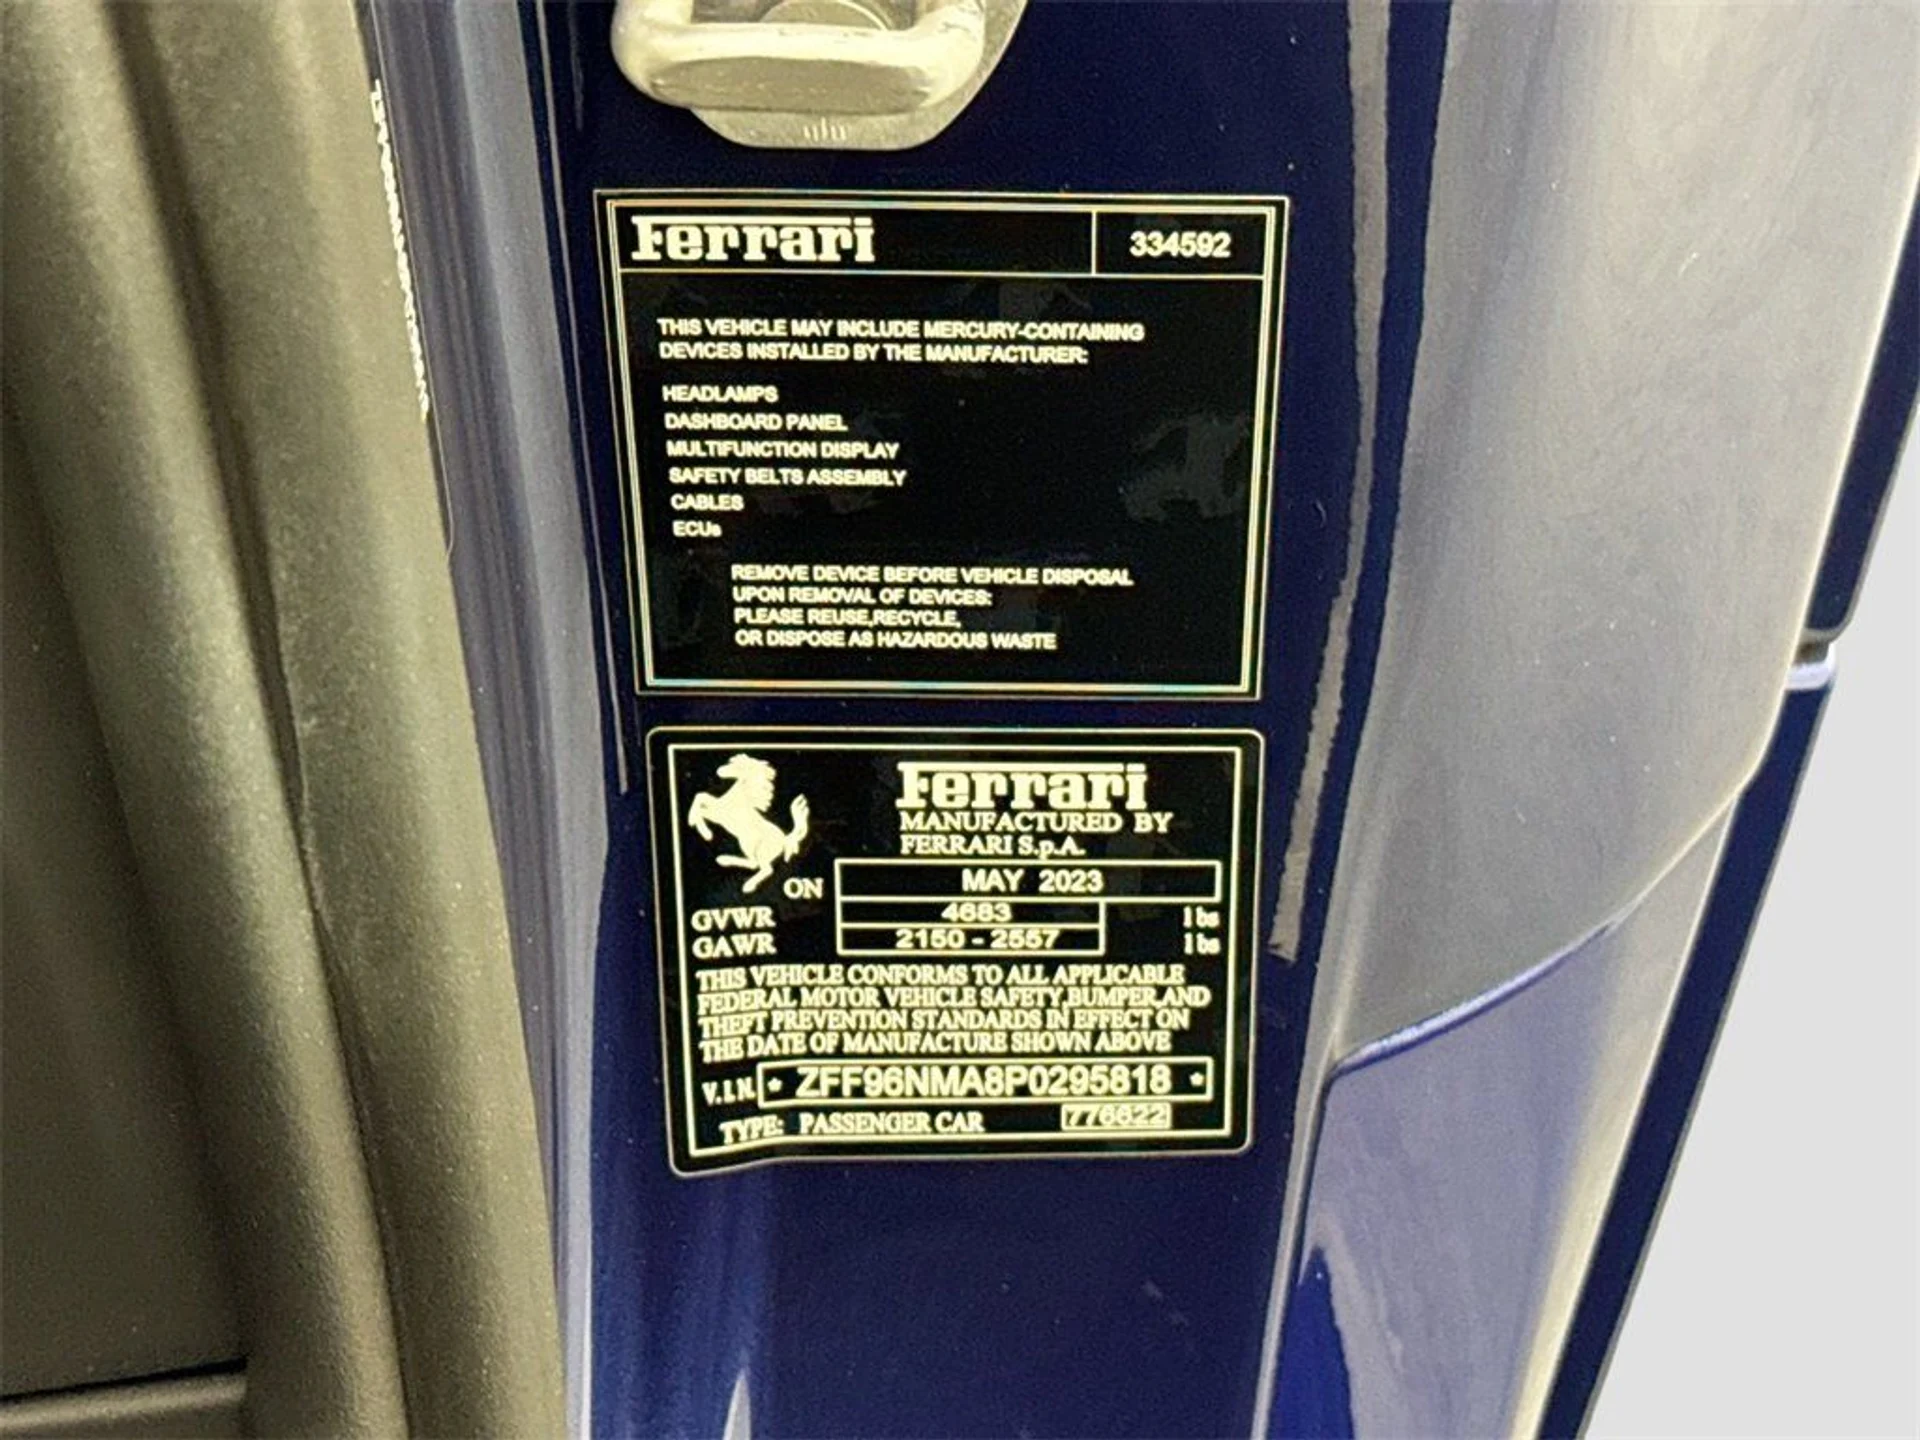 Ferrari 334592
THIS VEHICLE MAY INCLUDE MERCURY-CONTAINING
DEVICES INSTALLED BY THE MANUFACTURER:
HEADLAMPS
DASHBOARD PANEL
MULTIFUNCTION DISPLAY
SAFETY BELTS ASSEMBLY
CABLES
ECUs
REMOVE DEVICE BEFORE VEHICLE DISPOSAL
UPON REMOVAL OF DEVICES:
PLEASE REUSE,RECYCLE,
OR DISPOSE AS HAZARDOUS WASTE
Ferrari
MANUFACTURED BY
FERRARI S.p.A.
ON MAY 2023
GVWR 4683 lbs
GAWR 2150 - 2557 lbs
THIS VEHICLE CONFORMS TO ALL APPLICABLE
FEDERAL MOTOR VEHICLE SAFETY,BUMPER,AND
THEFT PREVENTION STANDARDS IN EFFECT ON
THE DATE OF MANUFACTURE SHOWN ABOVE
V.I.N. * ZFF96NMA8P0295818 *
TYPE: PASSENGER CAR 776622